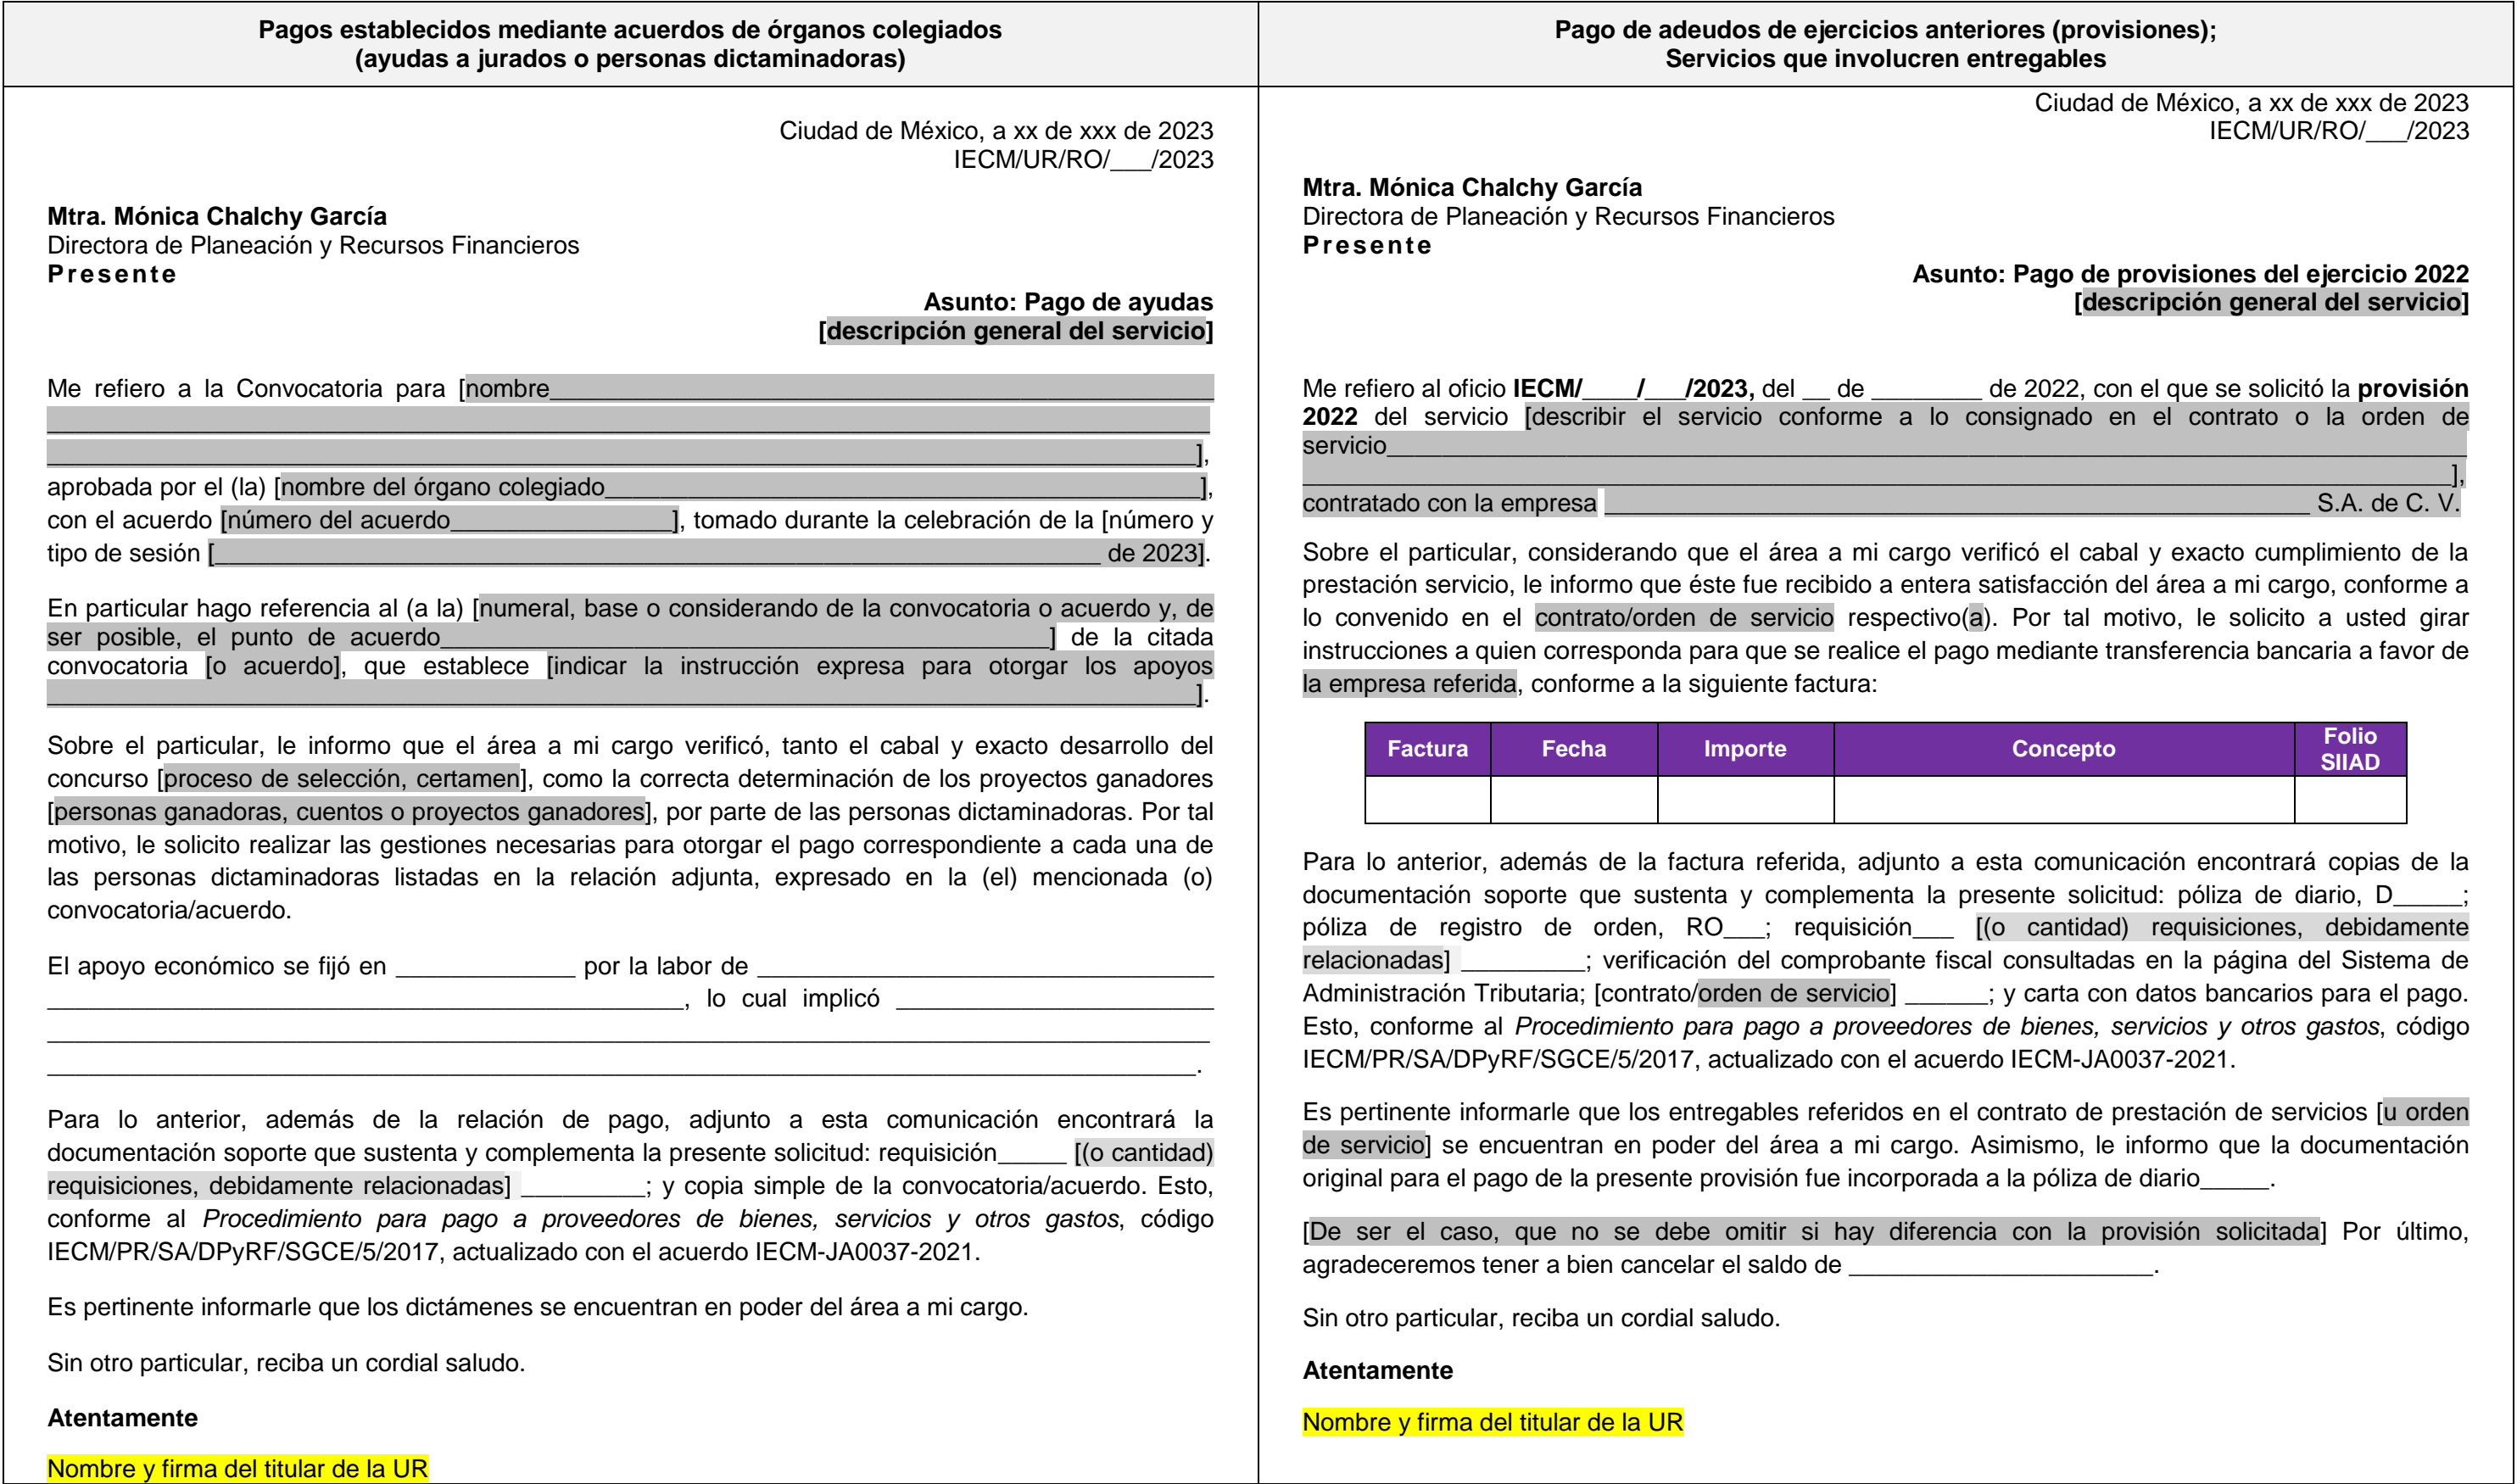 Pagos establecidos mediante acuerdos de órganos colegiados
(ayudas a jurados o personas dictaminadoras)
Ciudad de México, a xx de xxx de 2023
IECM/UR/RO/___/2023
Mtra. Mónica Chalchy García
Directora de Planeación y Recursos Financieros
Presente
Asunto: Pago de ayudas
[descripción general del servicio]
Me refiero a la Convocatoria para [nombre________________________________________________
____________________________________________________________________________________
___________________________________________________________________________________],
aprobada por el (la) [nombre del órgano colegiado___________________________________________],
con el acuerdo [número del acuerdo________________], tomado durante la celebración de la [número y
tipo de sesión [________________________________________________________________ de 2023].
En particular hago referencia al (a la) [numeral, base o considerando de la convocatoria o acuerdo y, de
ser posible, el punto de acuerdo____________________________________________] de la citada
convocatoria [o acuerdo], que establece [indicar la instrucción expresa para otorgar los apoyos
___________________________________________________________________________________].
Sobre el particular, le informo que el área a mi cargo verificó, tanto el cabal y exacto desarrollo del
concurso [proceso de selección, certamen], como la correcta determinación de los proyectos ganadores
[personas ganadoras, cuentos o proyectos ganadores], por parte de las personas dictaminadoras. Por tal
motivo, le solicito realizar las gestiones necesarias para otorgar el pago correspondiente a cada una de
las personas dictaminadoras listadas en la relación adjunta, expresado en la (el) mencionada (o)
convocatoria/acuerdo.
El apoyo económico se fijó en _____________ por la labor de _________________________________
______________________________________________, lo cual implicó _______________________
____________________________________________________________________________________
___________________________________________________________________________________.
Para lo anterior, además de la relación de pago, adjunto a esta comunicación encontrará la
documentación soporte que sustenta y complementa la presente solicitud: requisición_____ [(o cantidad)
requisiciones, debidamente relacionadas] _________; y copia simple de la convocatoria/acuerdo. Esto,
conforme al Procedimiento para pago a proveedores de bienes, servicios y otros gastos, código
IECM/PR/SA/DPyRF/SGCE/5/2017, actualizado con el acuerdo IECM-JA0037-2021.
Es pertinente informarle que los dictámenes se encuentran en poder del área a mi cargo.
Sin otro particular, reciba un cordial saludo.
Atentamente
Nombre y firma del titular de la UR
Pago de adeudos de ejercicios anteriores (provisiones);
Servicios que involucren entregables
Ciudad de México, a xx de xxx de 2023
IECM/UR/RO/___/2023
Mtra. Mónica Chalchy García
Directora de Planeación y Recursos Financieros
Presente
Asunto: Pago de provisiones del ejercicio 2022
[descripción general del servicio]
Me refiero al oficio IECM/____/___/2023, del __ de ________ de 2022, con el que se solicitó la provisión
2022 del servicio [describir el servicio conforme a lo consignado en el contrato o la orden de
servicio______________________________________________________________________________
___________________________________________________________________________________],
contratado con la empresa ___________________________________________________ S.A. de C. V.
Sobre el particular, considerando que el área a mi cargo verificó el cabal y exacto cumplimiento de la
prestación servicio, le informo que éste fue recibido a entera satisfacción del área a mi cargo, conforme a
lo convenido en el contrato/orden de servicio respectivo(a). Por tal motivo, le solicito a usted girar
instrucciones a quien corresponda para que se realice el pago mediante transferencia bancaria a favor de
la empresa referida, conforme a la siguiente factura:
Factura Fecha Importe Concepto Folio
SIIAD
Para lo anterior, además de la factura referida, adjunto a esta comunicación encontrará copias de la
documentación soporte que sustenta y complementa la presente solicitud: póliza de diario, D_____;
póliza de registro de orden, RO___; requisición___ [(o cantidad) requisiciones, debidamente
relacionadas] _________; verificación del comprobante fiscal consultadas en la página del Sistema de
Administración Tributaria; [contrato/orden de servicio] ______; y carta con datos bancarios para el pago.
Esto, conforme al Procedimiento para pago a proveedores de bienes, servicios y otros gastos, código
IECM/PR/SA/DPyRF/SGCE/5/2017, actualizado con el acuerdo IECM-JA0037-2021.
Es pertinente informarle que los entregables referidos en el contrato de prestación de servicios [u orden
de servicio] se encuentran en poder del área a mi cargo. Asimismo, le informo que la documentación
original para el pago de la presente provisión fue incorporada a la póliza de diario_____.
[De ser el caso, que no se debe omitir si hay diferencia con la provisión solicitada] Por último,
agradeceremos tener a bien cancelar el saldo de ______________________.
Sin otro particular, reciba un cordial saludo.
Atentamente
Nombre y firma del titular de la UR